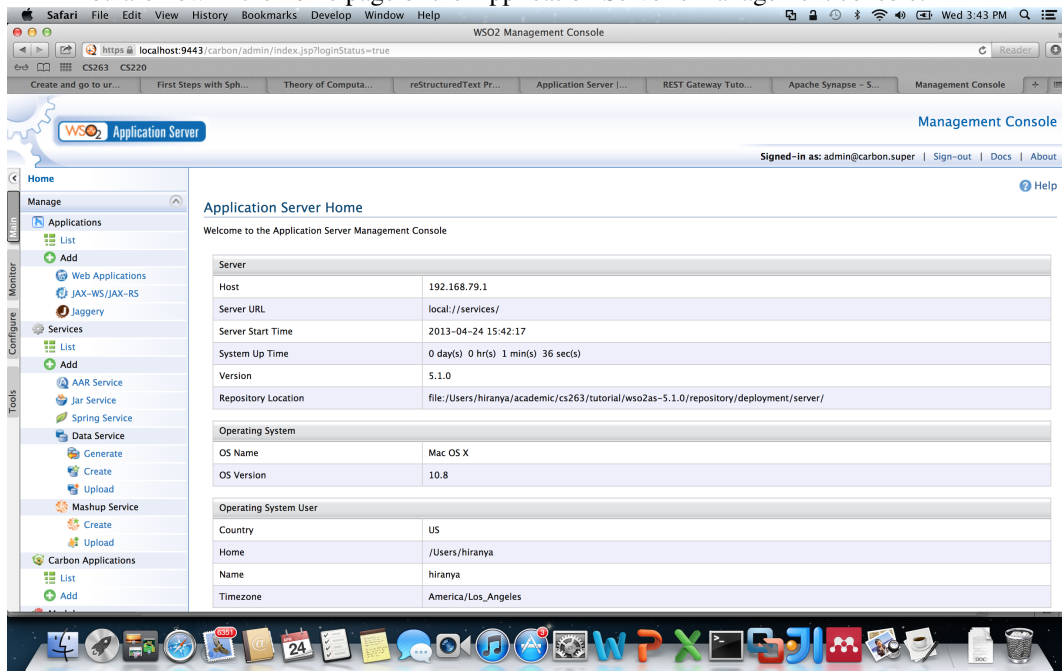 Safari File Edit View History Bookmarks Develop Window Help Wed 3:43 PM
WSO2 Management Console
https localhost:9443/carbon/admin/index.jsp?loginStatus=true Reader
CS263 CS220
Create and go to ur... First Steps with Sph... Theory of Computa... reStructuredText Pr... Application Server |... REST Gateway Tuto... Apache Synapse – S... Management Console
WSO2 Application Server
Management Console
Signed-in as: admin@carbon.super | Sign-out | Docs | About
Home
Help
Manage
Main
Monitor
Configure
Tools
Applications
List
Add
Web Applications
JAX-WS/JAX-RS
Jaggery
Services
List
Add
AAR Service
Jar Service
Spring Service
Data Service
Generate
Create
Upload
Mashup Service
Create
Upload
Carbon Applications
List
Add
Application Server Home
Welcome to the Application Server Management Console
Server
Host 192.168.79.1
Server URL local://services/
Server Start Time 2013-04-24 15:42:17
System Up Time 0 day(s) 0 hr(s) 1 min(s) 36 sec(s)
Version 5.1.0
Repository Location file:/Users/hiranya/academic/cs263/tutorial/wso2as-5.1.0/repository/deployment/server/
Operating System
OS Name Mac OS X
OS Version 10.8
Operating System User
Country US
Home /Users/hiranya
Name hiranya
Timezone America/Los_Angeles
6351
24
3
DOC